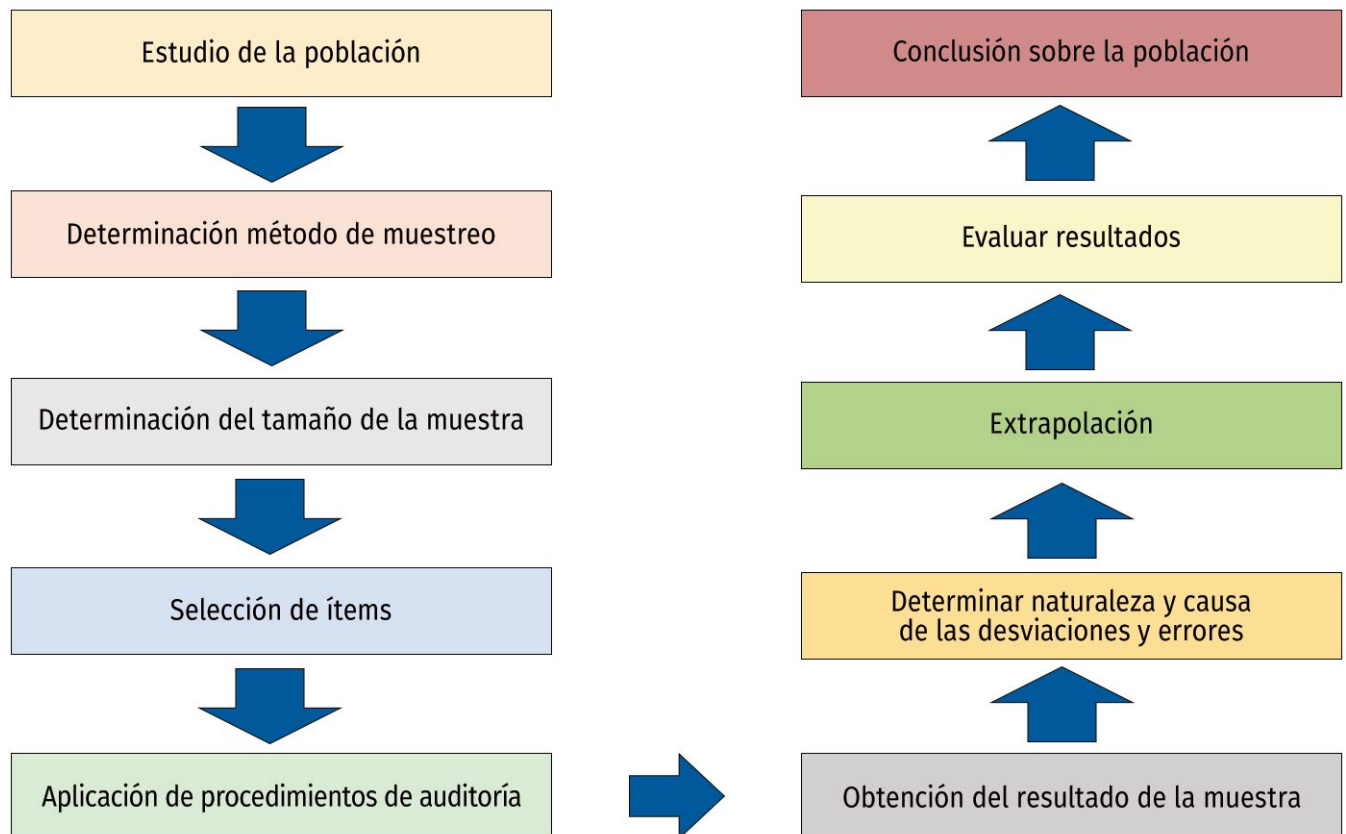 Estudio de la población
Determinación método de muestreo
Determinación del tamaño de la muestra
Selección de ítems
Aplicación de procedimientos de auditoría
Obtención del resultado de la muestra
Determinar naturaleza y causa
de las desviaciones y errores
Extrapolación
Evaluar resultados
Conclusión sobre la población